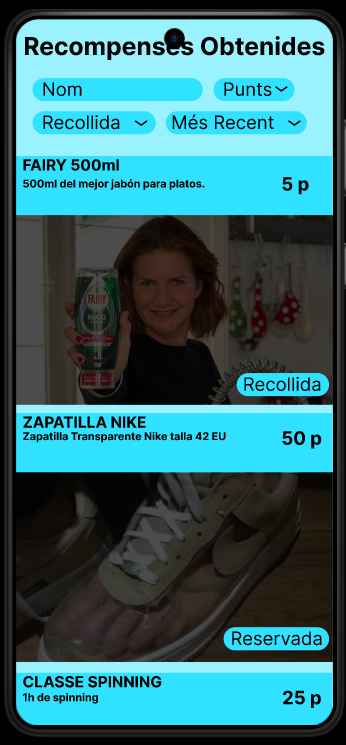 Recompenses Obtenides
Nom
Punts
Recollida
Més Recent
FAIRY 500ml
500ml del mejor jabón para platos.
5 p
FAIRY
MAXI
Recollida
ZAPATILLA NIKE
Zapatilla Transparente Nike talla 42 EU
50 p
Reservada
CLASSE SPINNING
1h de spinning
25 p